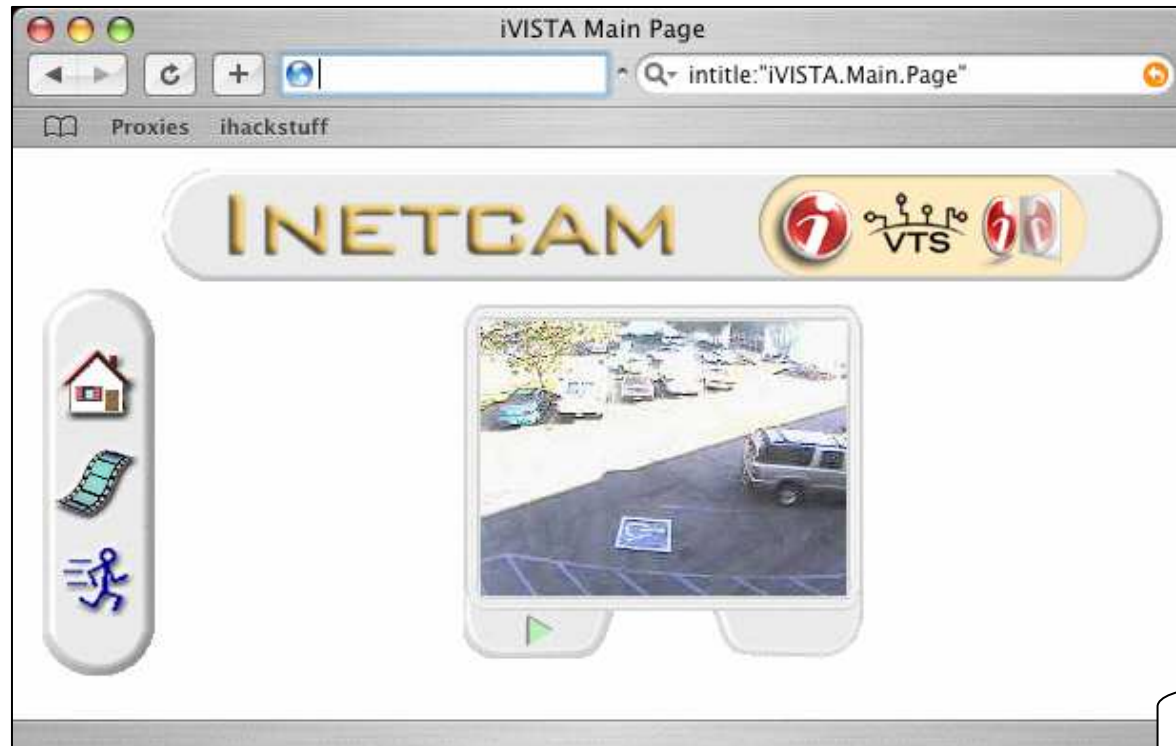 iVISTA Main Page
intitle:"iVISTA.Main.Page"
Proxies ihackstuff
INETCAM
VTS